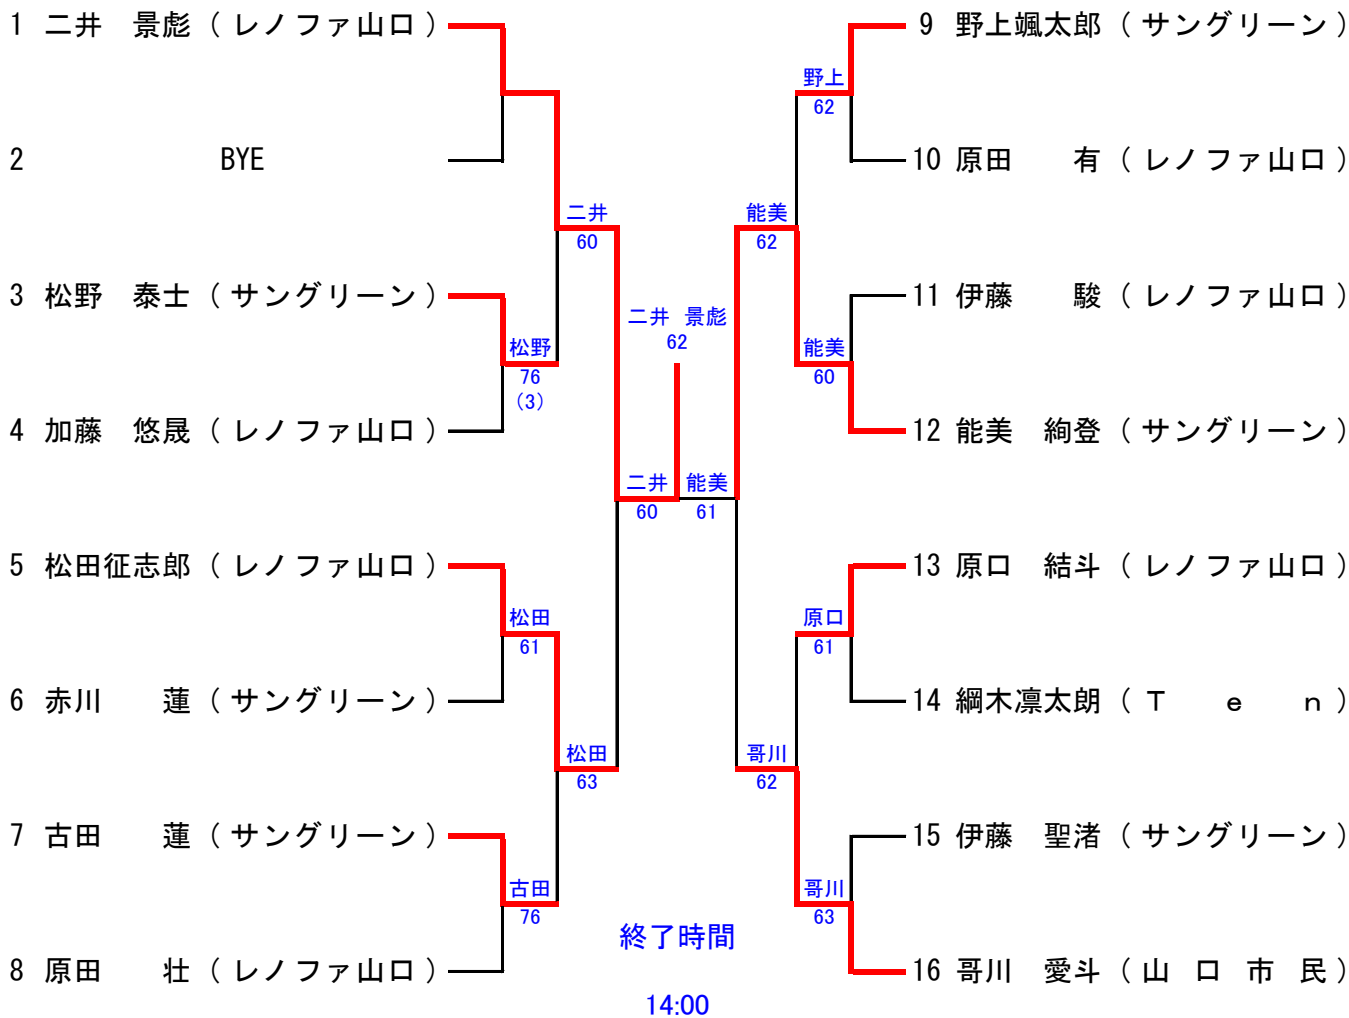 1 二井　景彪（レノファ山口）
2 BYE
3 松野　泰士（サングリーン）
4 加藤　悠晟（レノファ山口）
5 松田征志郎（レノファ山口）
6 赤川　　蓮（サングリーン）
7 古田　　蓮（サングリーン）
8 原田　　壮（レノファ山口）
二井
60
松野
76
(3)
松田
61
松田
63
古田
76
二井　景彪
62
二井
60
能美
61
野上
62
能美
62
能美
60
原口
61
哥川
62
哥川
63
9 野上颯太郎（サングリーン）
10 原田　　有（レノファ山口）
11 伊藤　　駿（レノファ山口）
12 能美　絢登（サングリーン）
13 原口　結斗（レノファ山口）
14 綱木凛太朗（Ｔ　ｅ　ｎ）
15 伊藤　聖渚（サングリーン）
16 哥川　愛斗（山　口　市　民）
終了時間
14:00